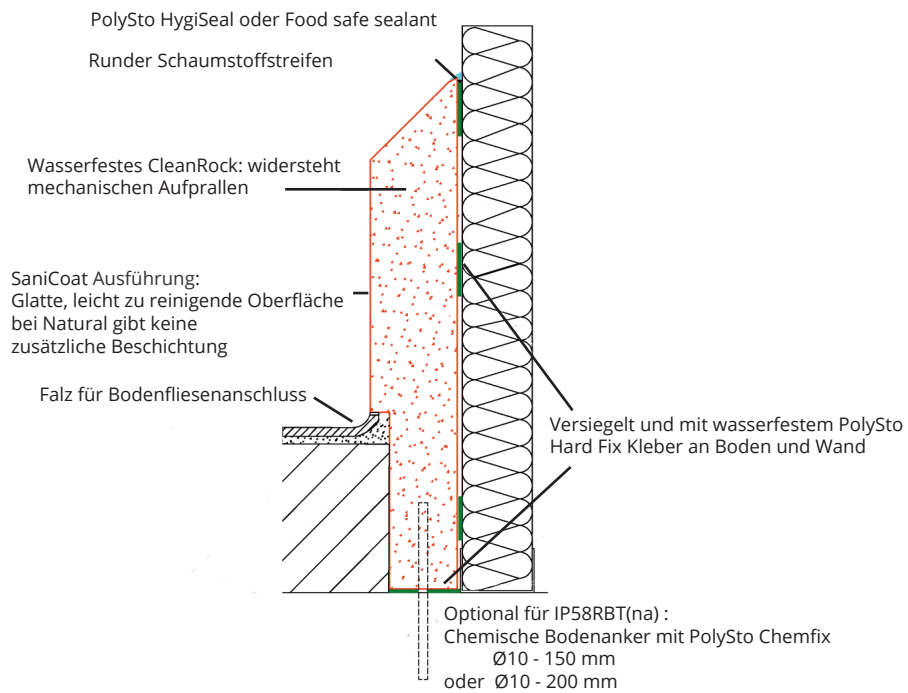 PolySto HygiSeal oder Food safe sealant
Runder Schaumstoffstreifen
Wasserfestes CleanRock: widersteht
mechanischen Aufprallen
SaniCoat Ausführung:
Glatte, leicht zu reinigende Oberfläche
bei Natural gibt keine
zusätzliche Beschichtung
Falz für Bodenfliesenanschluss
Versiegelt und mit wasserfestem PolySto
Hard Fix Kleber an Boden und Wand
Optional für IP58RBT(na) :
Chemische Bodenanker mit PolySto Chemfix
Ø10 - 150 mm
oder Ø10 - 200 mm